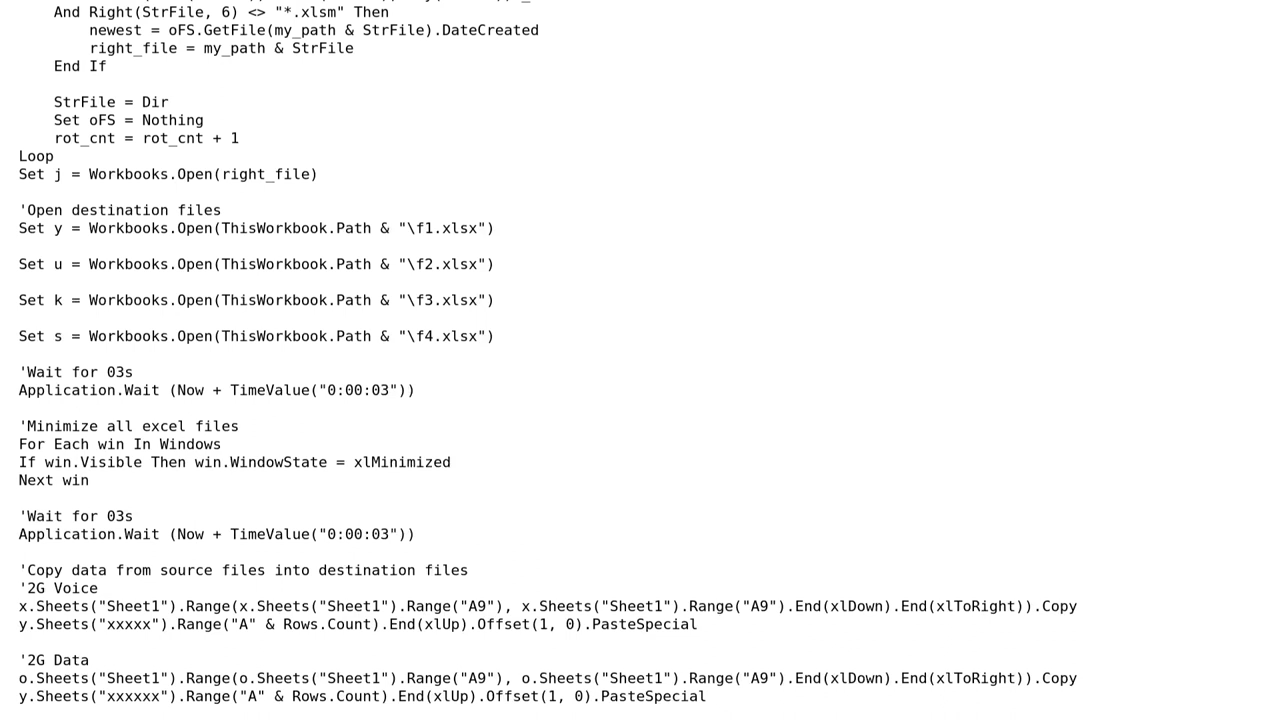 And Right(StrFile, 6) <> "*.xlsm" Then
newest = oFS.GetFile(my_path & StrFile).DateCreated
right_file = my_path & StrFile
End If
StrFile = Dir
Set oFS = Nothing
rot_cnt = rot_cnt + 1
Loop
Set j = Workbooks.Open(right_file)
'Open destination files
Set y = Workbooks.Open(ThisWorkbook.Path & "\f1.xlsx")
Set u = Workbooks.Open(ThisWorkbook.Path & "\f2.xlsx")
Set k = Workbooks.Open(ThisWorkbook.Path & "\f3.xlsx")
Set s = Workbooks.Open(ThisWorkbook.Path & "\f4.xlsx")
'Wait for 03s
Application.Wait (Now + TimeValue("0:00:03"))
'Minimize all excel files
For Each win In Windows
If win.Visible Then win.WindowState = xlMinimized
Next win
'Wait for 03s
Application.Wait (Now + TimeValue("0:00:03"))
'Copy data from source files into destination files
'2G Voice
x.Sheets("Sheet1").Range(x.Sheets("Sheet1").Range("A9"), x.Sheets("Sheet1").Range("A9").End(xlDown).End(xlToRight)).Copy
y.Sheets("xxxxx").Range("A" & Rows.Count).End(xlUp).Offset(1, 0).PasteSpecial
'2G Data
o.Sheets("Sheet1").Range(o.Sheets("Sheet1").Range("A9"), o.Sheets("Sheet1").Range("A9").End(xlDown).End(xlToRight)).Copy
y.Sheets("xxxxxx").Range("A" & Rows.Count).End(xlUp).Offset(1, 0).PasteSpecial